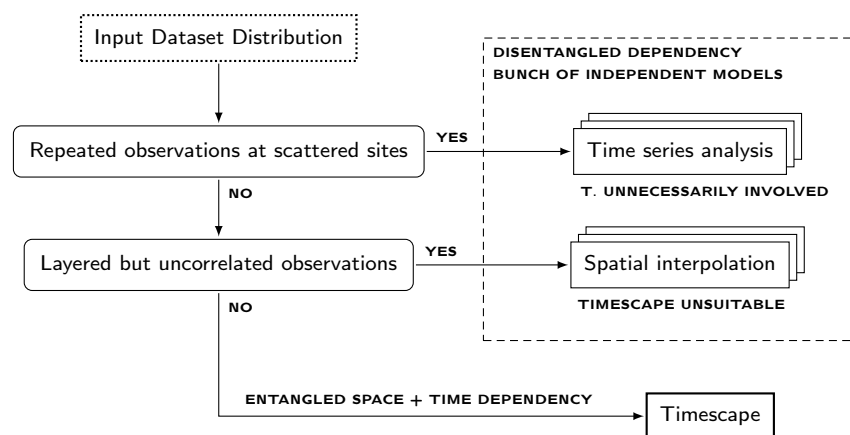 Input Dataset Distribution
DISENTANGLED DEPENDENCY
BUNCH OF INDEPENDENT MODELS
Repeated observations at scattered sites
YES
Time series analysis
T. UNNECESSARILY INVOLVED
NO
Layered but uncorrelated observations
YES
Spatial interpolation
TIMESCAPE UNSUITABLE
NO
ENTANGLED SPACE + TIME DEPENDENCY
Timescape